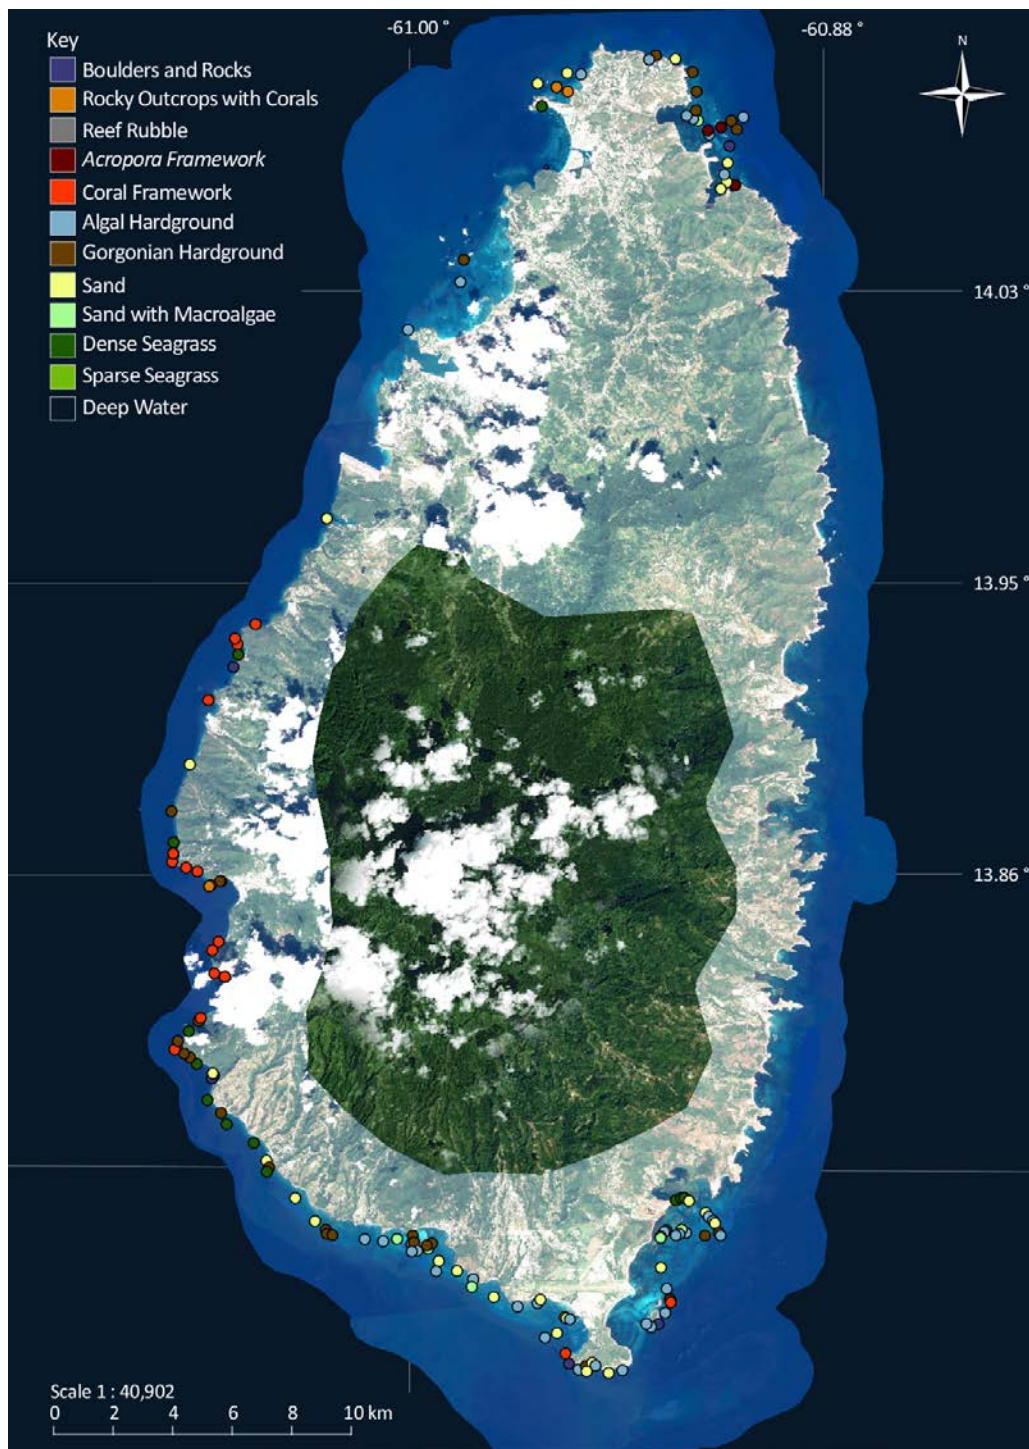 -61.00 °
-60.88 °
N
Key
Boulders and Rocks
Rocky Outcrops with Corals
Reef Rubble
Acropora Framework
Coral Framework
Algal Hardground
Gorgonian Hardground
Sand
Sand with Macroalgae
Dense Seagrass
Sparse Seagrass
Deep Water
14.03 °
13.95 °
13.86 °
Scale 1 : 40,902
0 2 4 6 8 10 km